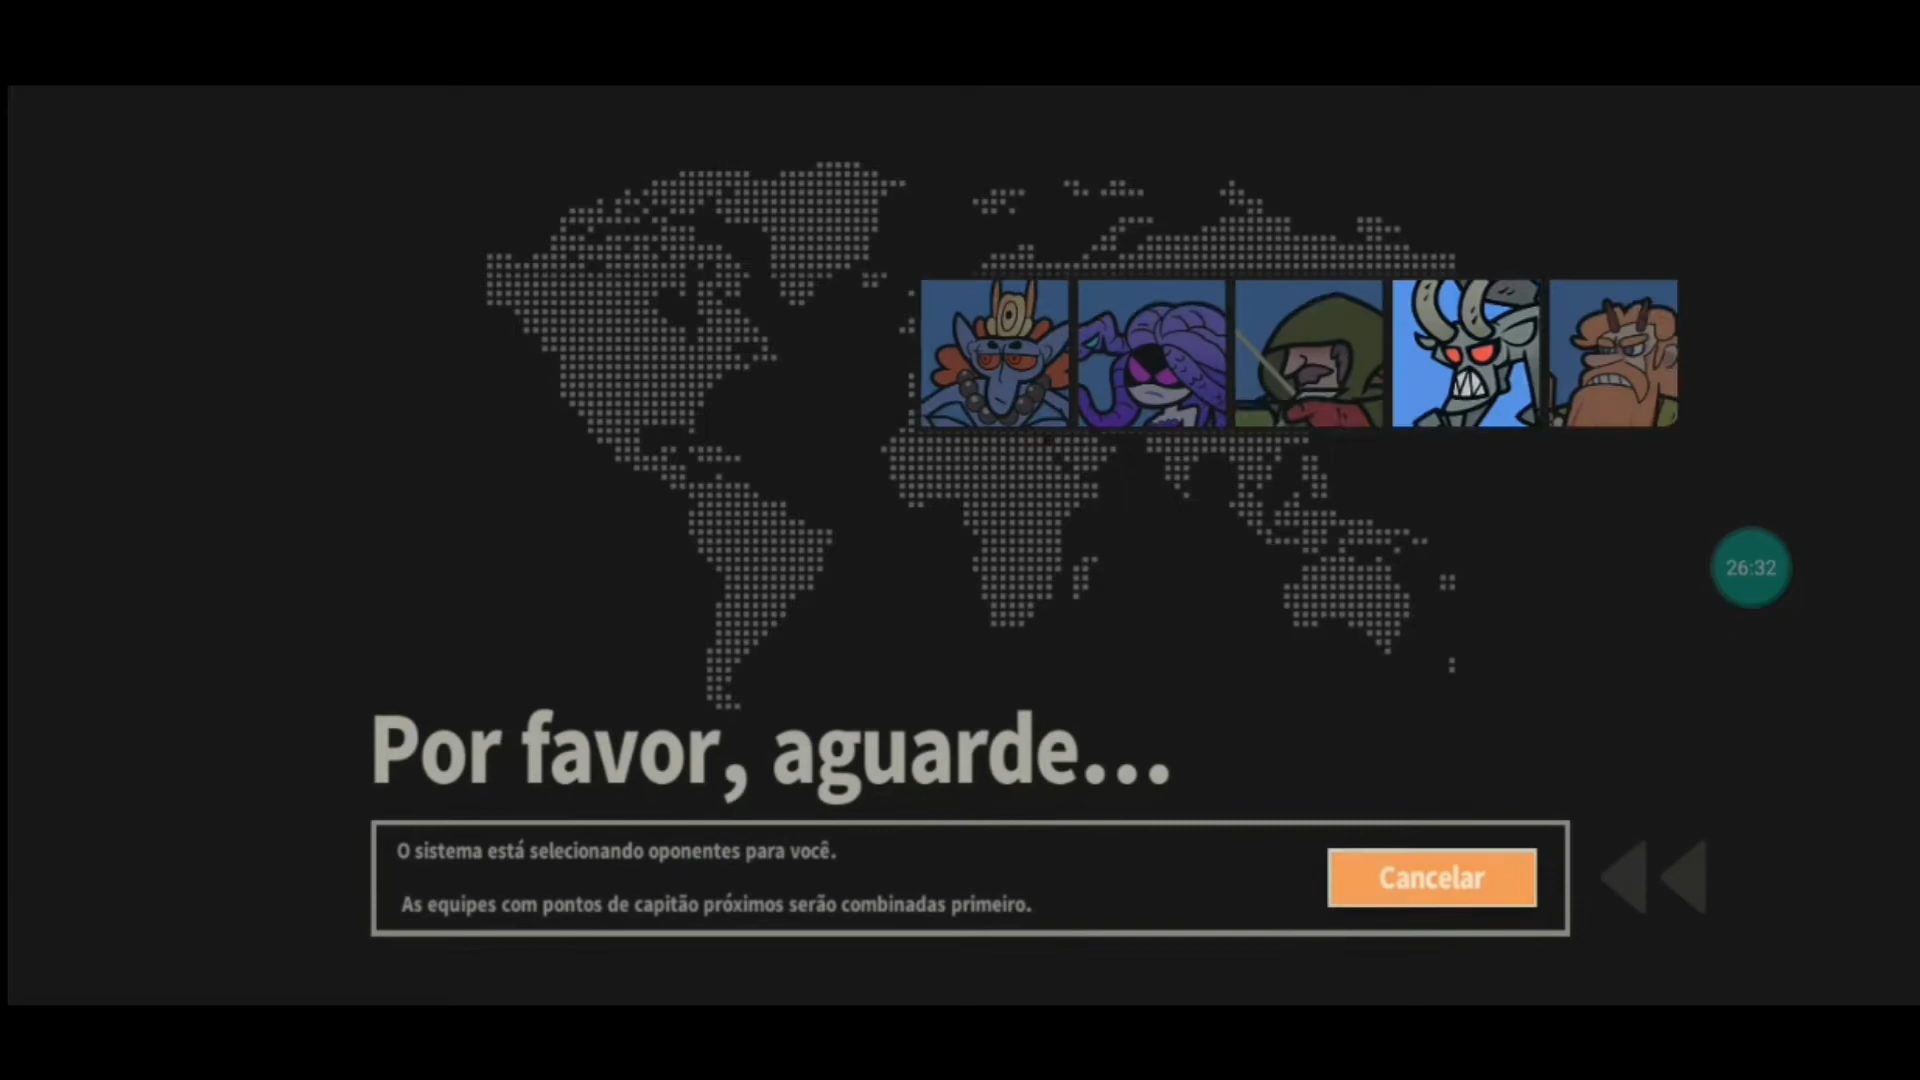 26:32
Por favor, aguarde...
O sistema está selecionando oponentes para você.
As equipes com pontos de capitão próximos serão combinadas primeiro.
Cancelar